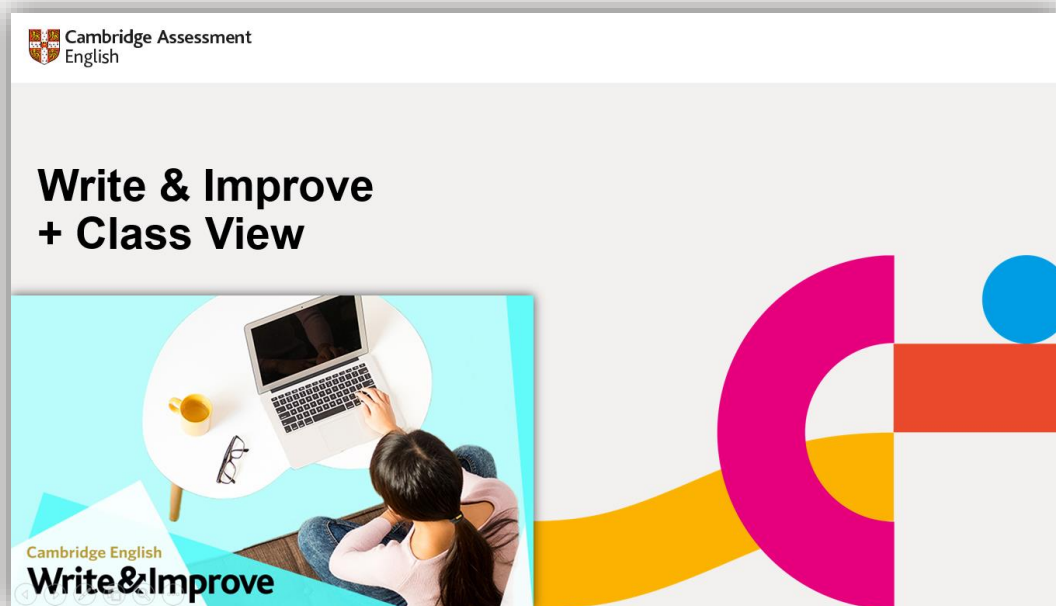 Cambridge Assessment
English
Write & Improve
+ Class View
Cambridge English
Write&Improve